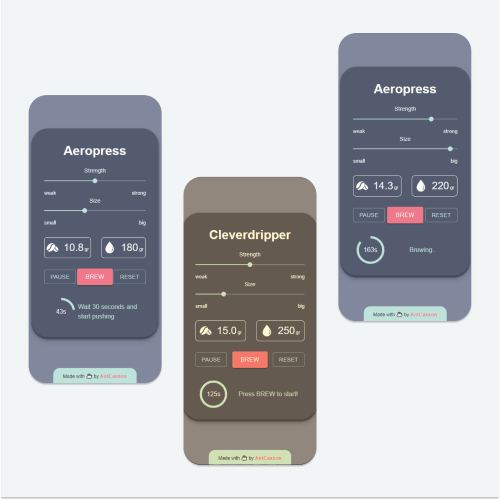 Aeropress
Strength
weak strong
Size
small big
10.8 gr 180 gr
PAUSE BREW RESET
43s Wait 30 seconds and
start pushing
Made with by AntCasson
Cleverdripper
Strength
weak strong
Size
small big
15.0 gr 250 gr
PAUSE BREW RESET
125s Press BREW to start!
Made with by AntCasson
Aeropress
Strength
weak strong
Size
small big
14.3 gr 220 gr
PAUSE BREW RESET
163s Brewing..
Made with by AntCasson